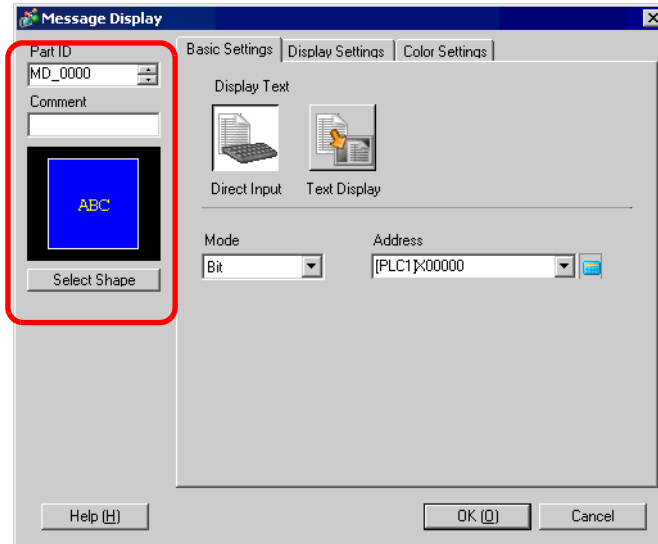 Message Display
Part ID
MD_0000
Comment
ABC
Select Shape
Basic Settings
Display Settings
Color Settings
Display Text
Direct Input
Text Display
Mode
Address
Bit
[PLC1]X00000
Help (H)
OK (O)
Cancel